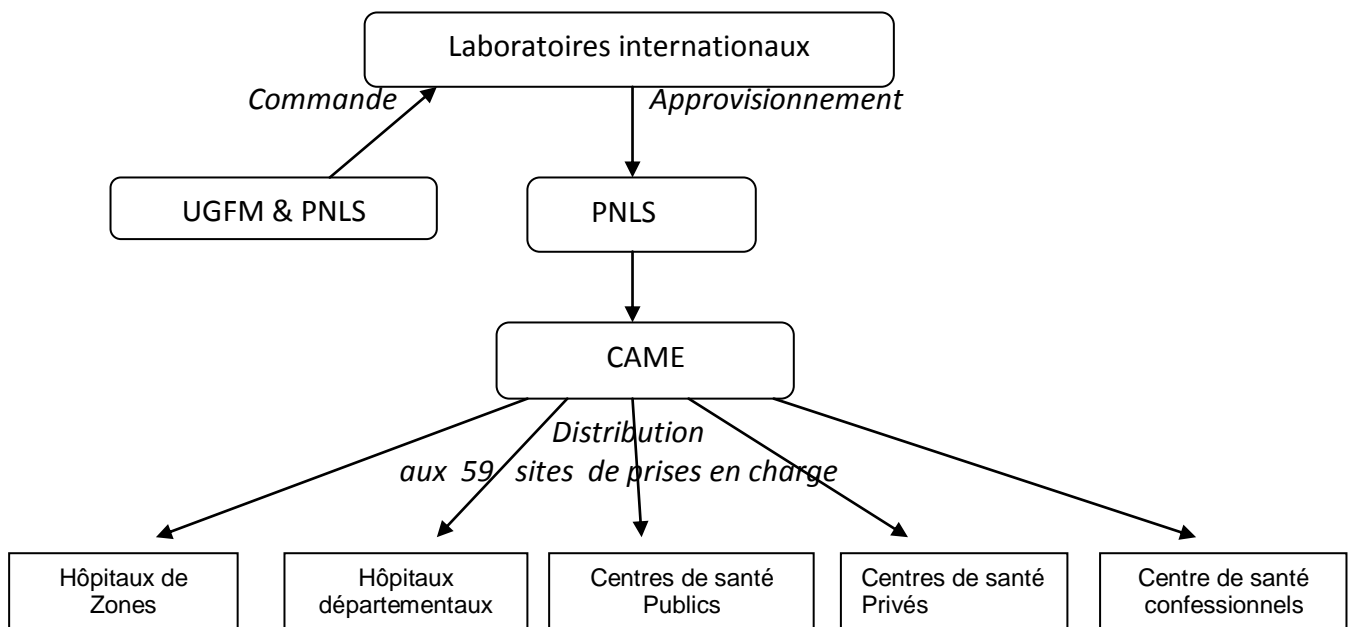 Laboratoires internationaux
Commande
Approvisionnement
UGFM & PNLS
PNLS
CAME
Distribution
aux 59 sites de prises en charge
Hôpitaux de
Zones
Hôpitaux
départementaux
Centres de santé
Publics
Centres de santé
Privés
Centre de santé
confessionnels